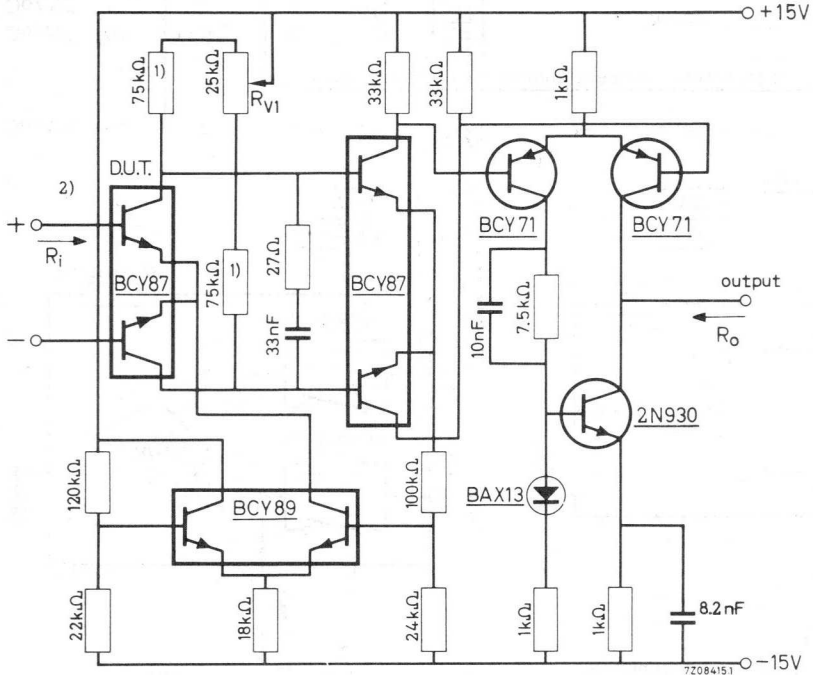 +15V
75kΩ
1)
25kΩ
RV1
33kΩ
33kΩ
1kΩ
D.U.T.
2)
+
Ri
BCY87
-
75kΩ
1)
27Ω
33nF
BCY87
BCY71
BCY71
10nF
7.5kΩ
output
Ro
2N930
120kΩ
BCY89
100kΩ
BAX13
22kΩ
18kΩ
24kΩ
1kΩ
1kΩ
8.2nF
7Z08415.1
-15V